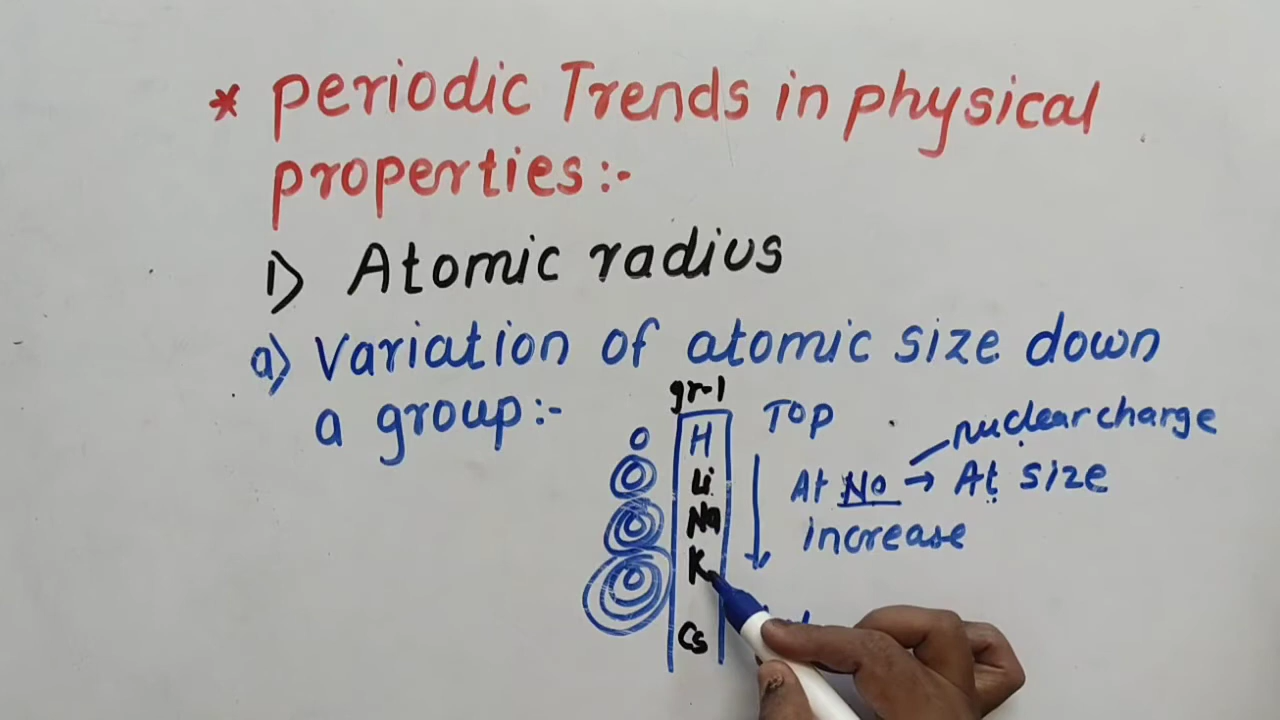 * Periodic Trends in physical
properties:-
1) Atomic radius
a) Variation of atomic size down
a group:-
gr-1
H
Li
Na
K
Cs
TOP
nuclear charge
At No → At size
increase